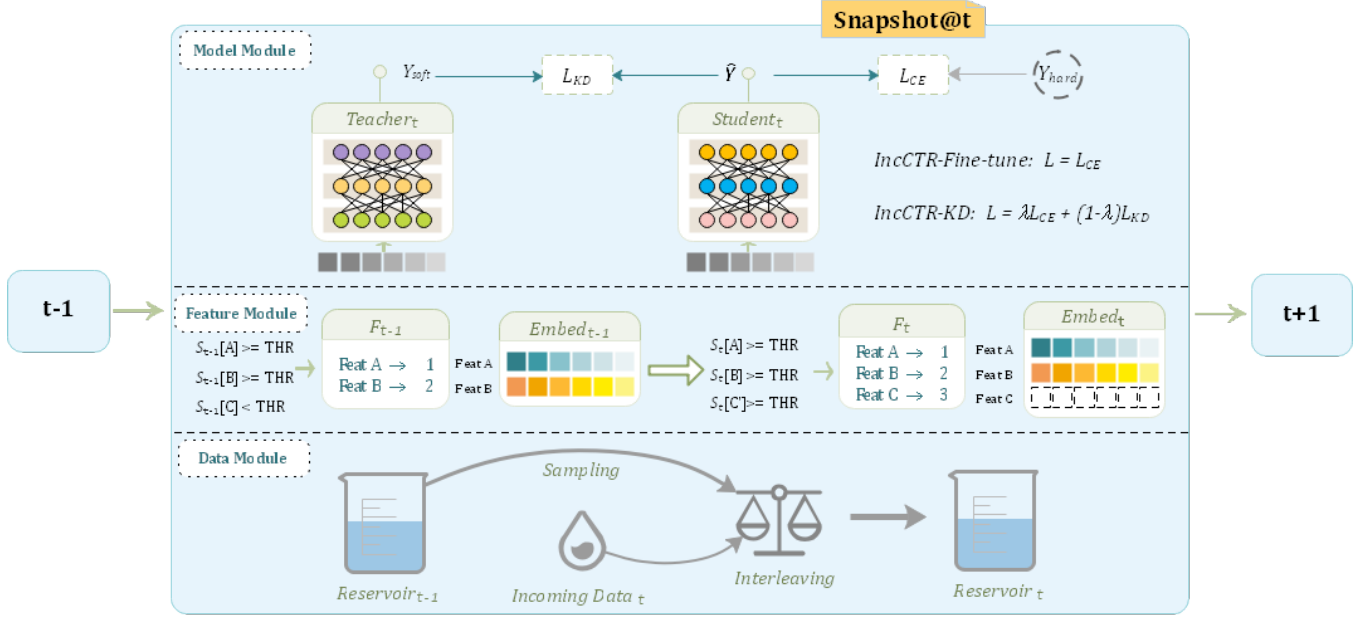 Snapshot@t
Model Module
Y_soft
L_KD
Ŷ
L_CE
Y_hard
Teacher_t
Student_t
IncCTR-Fine-tune: L = L_CE
IncCTR-KD: L = λL_CE + (1-λ)L_KD
t-1
t+1
Feature Module
S_t-1[A] >= THR
S_t-1[B] >= THR
S_t-1[C] < THR
F_t-1
Feat A → 1
Feat B → 2
Embed_t-1
Feat A
Feat B
S_t[A] >= THR
S_t[B] >= THR
S_t[C'] >= THR
F_t
Feat A → 1
Feat B → 2
Feat C → 3
Embed_t
Feat A
Feat B
Feat C
Data Module
Sampling
Reservoir_t-1
Incoming Data_t
Interleaving
Reservoir_t